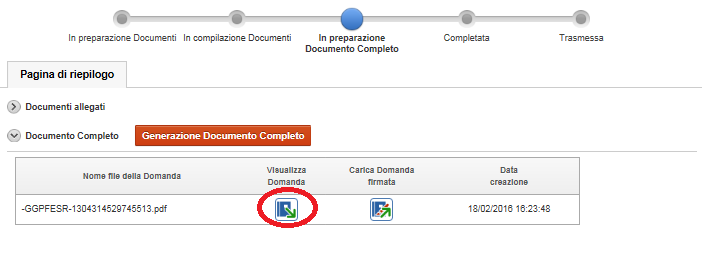 In preparazione Documenti
In compilazione Documenti
In preparazione
Documento Completo
Completata
Trasmessa
Pagina di riepilogo
Documenti allegati
Documento Completo
Generazione Documento Completo
Nome file della Domanda
Visualizza
Domanda
Carica Domanda
firmata
Data
creazione
-GGPFESR-1304314529745513.pdf
18/02/2016 16:23:48